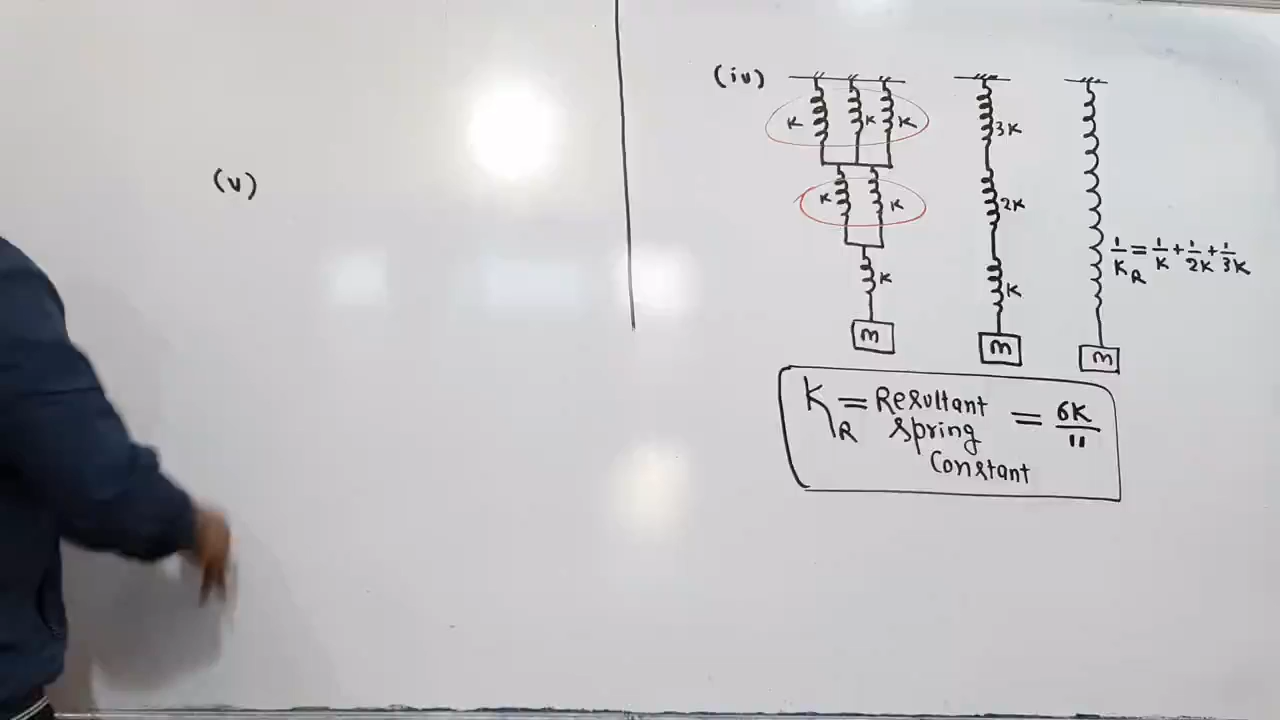 (v)
(iv)
K K K
3K
K K
2K
K
K
1/K_R = 1/K + 1/2K + 1/3K
m
m
m
K_R = Resultant spring Constant = 6K/11